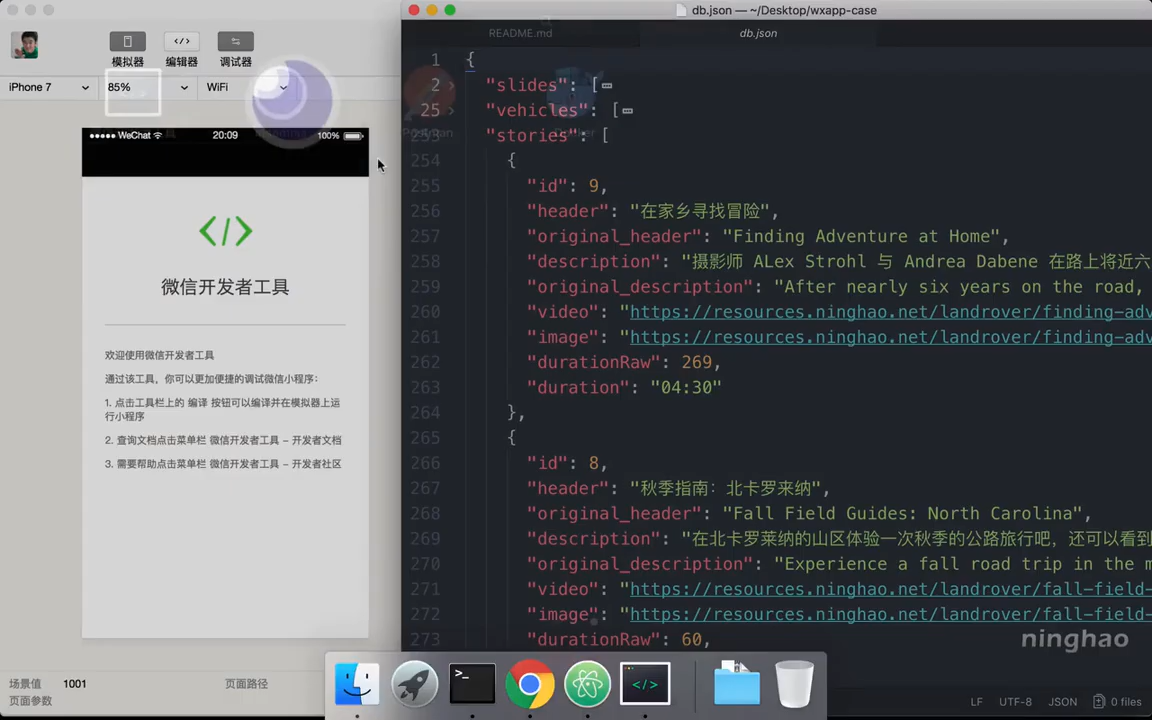 db.json — ~/Desktop/wxapp-case
README.md
db.json
模拟器
编辑器
调试器
iPhone 7
85%
WiFi
WeChat
20:09
100%
微信开发者工具
欢迎使用微信开发者工具
通过该工具，你可以更加便捷的调试微信小程序：
1. 点击工具栏上的 编译 按钮可以编译并在模拟器上运
行小程序
2. 查询文档点击菜单栏 微信开发者工具 - 开发者文档
3. 需要帮助点击菜单栏 微信开发者工具 - 开发者社区
场景值 1001
页面路径
页面参数
1 {
2 "slides": [
25 "vehicles": [
253 "stories": [
254 {
255 "id": 9,
256 "header": "在家乡寻找冒险",
257 "original_header": "Finding Adventure at Home",
258 "description": "摄影师 ALex Strohl 与 Andrea Dabene 在路上将近六
259 "original_description": "After nearly six years on the road,
260 "video": "https://resources.ninghao.net/landrover/finding-adv
261 "image": "https://resources.ninghao.net/landrover/finding-adv
262 "durationRaw": 269,
263 "duration": "04:30"
264 },
265 {
266 "id": 8,
267 "header": "秋季指南: 北卡罗来纳",
268 "original_header": "Fall Field Guides: North Carolina",
269 "description": "在北卡罗莱纳的山区体验一次秋季的公路旅行吧，还可以看到
270 "original_description": "Experience a fall road trip in the m
271 "video": "https://resources.ninghao.net/landrover/fall-field-
272 "image": "https://resources.ninghao.net/landrover/fall-field-
273 "durationRaw": 60,
ninghao
LF
UTF-8
JSON
0 files